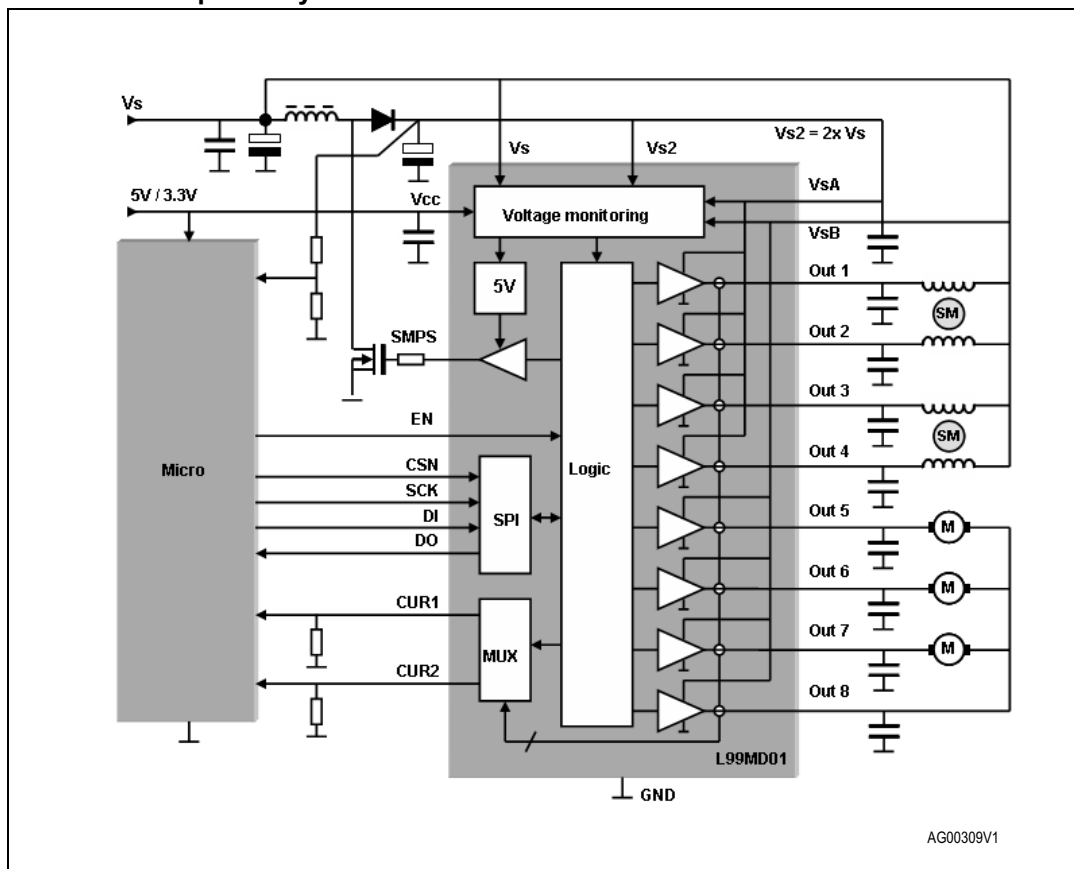 Vs
Vs
Vs2
Vs2 = 2x Vs
5V / 3.3V
Vcc
Voltage monitoring
VsA
VsB
5V
SMPS
Out 1
SM
Out 2
Out 3
SM
Out 4
EN
Micro
Logic
CSN
SCK
DI
DO
SPI
Out 5
M
Out 6
M
Out 7
M
Out 8
CUR1
CUR2
MUX
L99MD01
GND
AG00309V1